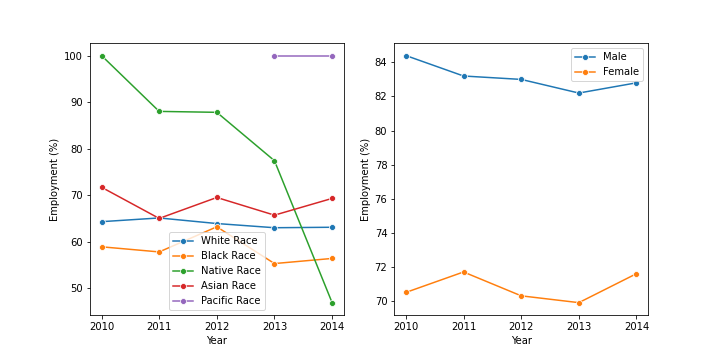 100
90
80
70
60
50
Employment (%)
2010 2011 2012 2013 2014
Year
White Race
Black Race
Native Race
Asian Race
Pacific Race
84
82
80
78
76
74
72
70
Employment (%)
2010 2011 2012 2013 2014
Year
Male
Female